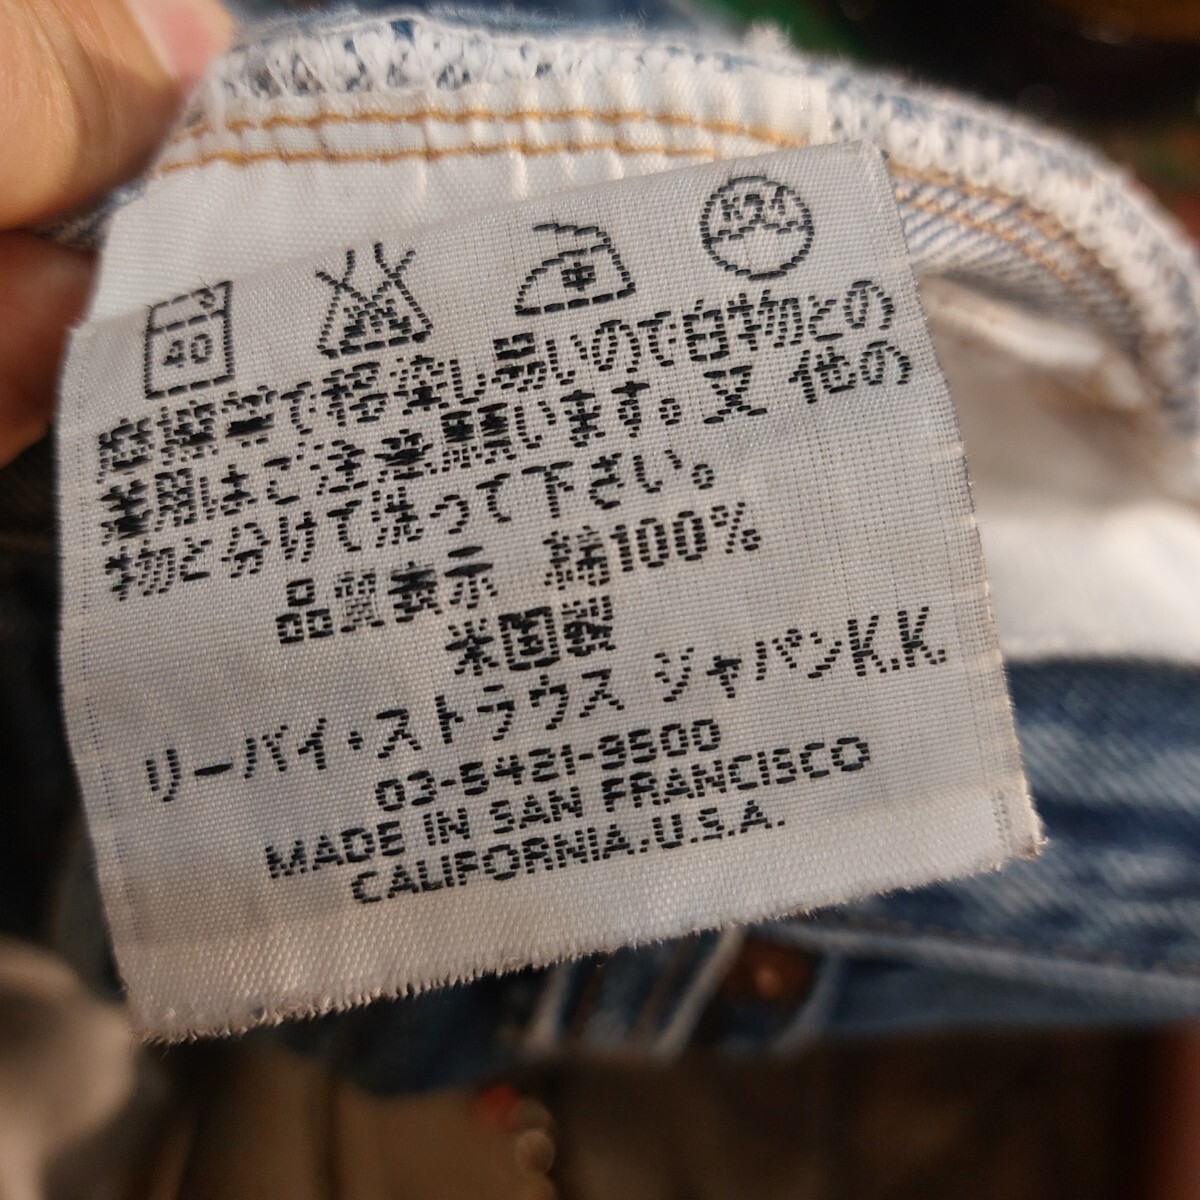 40
摩擦等で移染し易いので白物との
兼用はご注意願います。又 他の
物と分けて洗って下さい。
品質表示 綿100%
米国製
リーバイ・ストラウス ジャパンK.K.
03-5421-9500
MADE IN SAN FRANCISCO
CALIFORNIA,U.S.A.